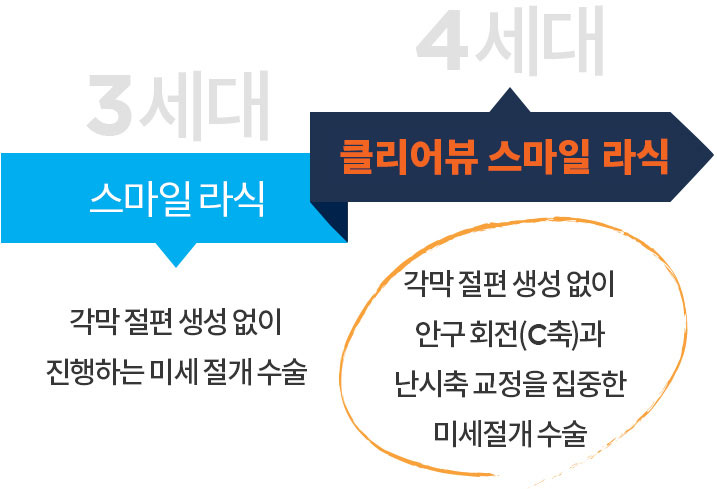 3세대
스마일 라식
각막 절편 생성 없이
진행하는 미세 절개 수술
4세대
클리어뷰 스마일 라식
각막 절편 생성 없이
안구 회전(C축)과
난시축 교정을 집중한
미세절개 수술